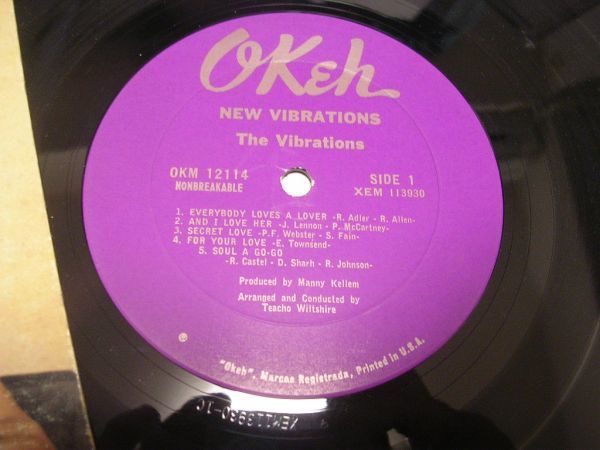 OKeh
NEW VIBRATIONS
The Vibrations
OKM 12114
NONBREAKABLE
SIDE 1
XEM 113930
1. EVERYBODY LOVES A LOVER -R. Adler - R. Allen-
2. AND I LOVE HER -J. Lennon - P. McCartney-
3. SECRET LOVE -P.F. Webster - S. Fain-
4. FOR YOUR LOVE -E. Townsend-
5. SOUL A GO-GO
-R. Castel - D. Sharh - R. Johnson-
Produced by Manny Kellem
Arranged and Conducted by
Teacho Wiltshire
"Okeh", Marcas Registrada, Printed in U.S.A.